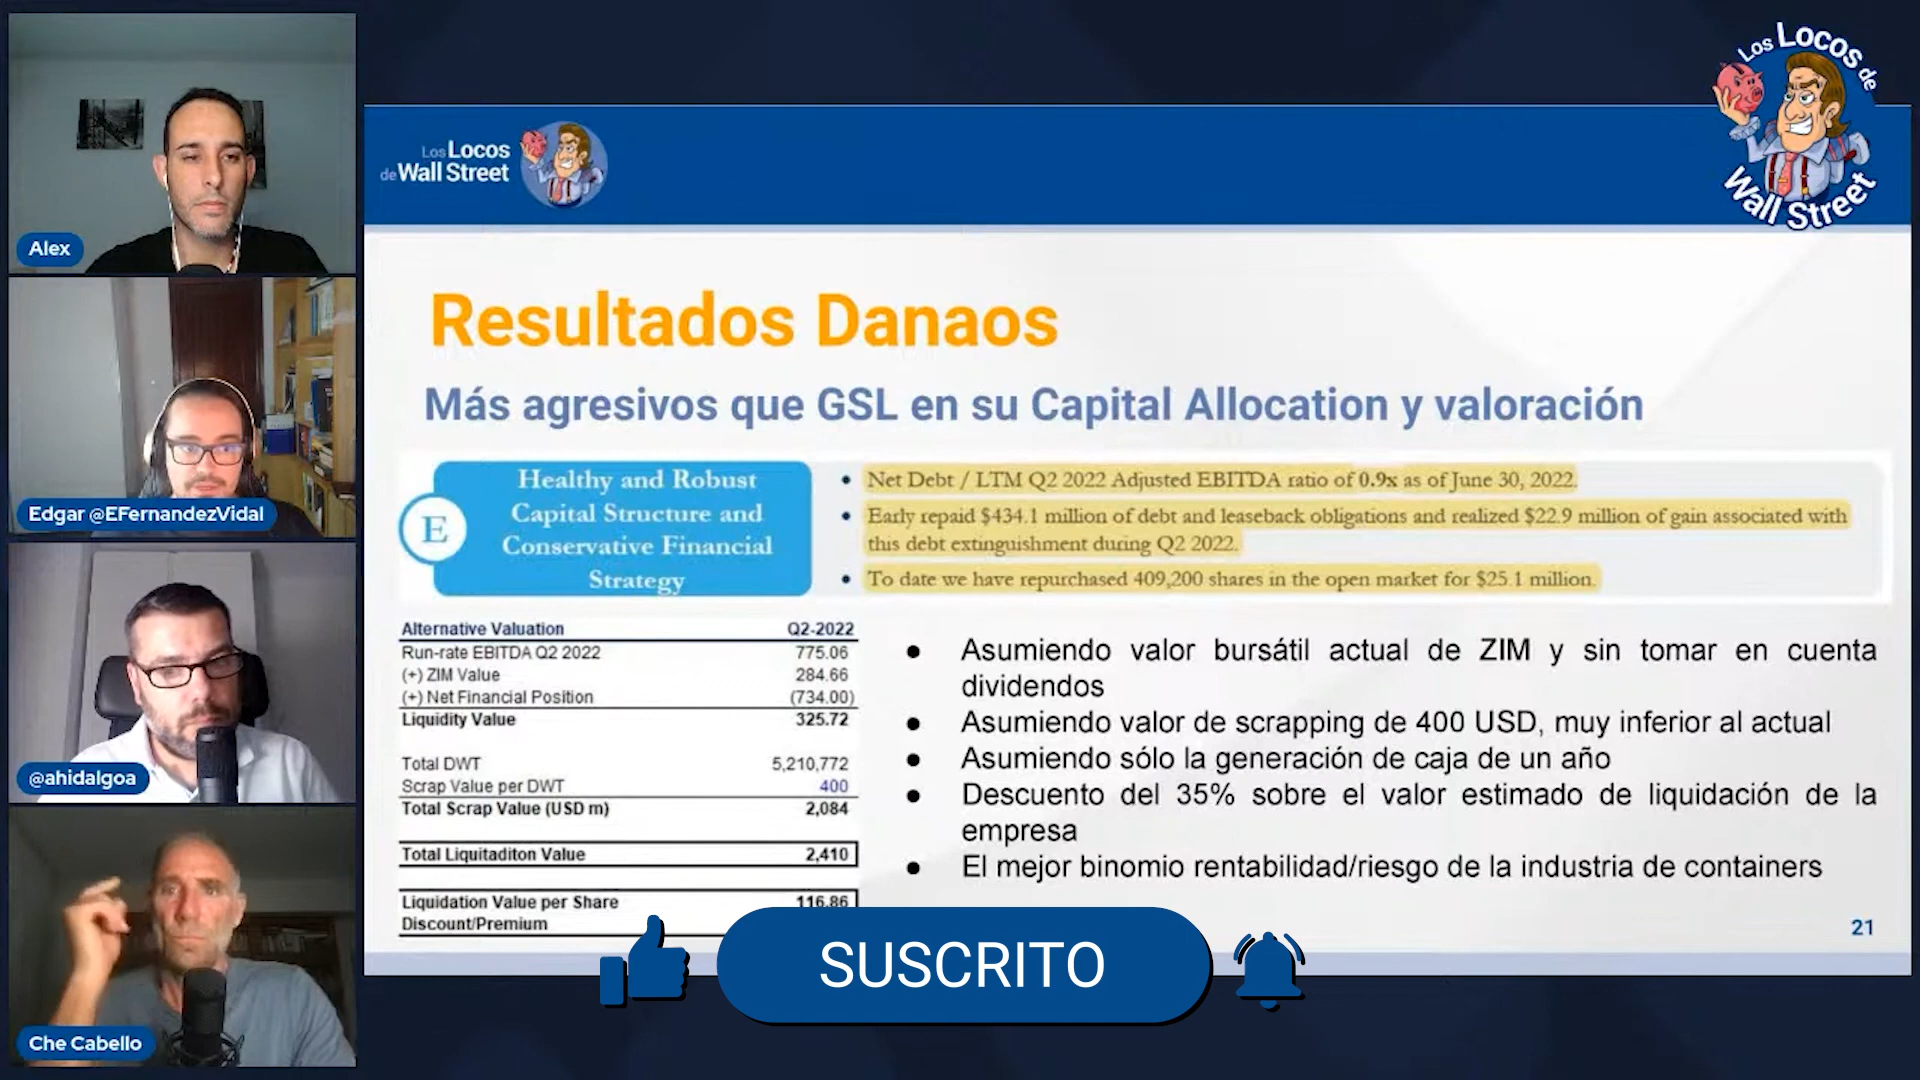 Los Locos de
Wall Street
Los Locos
de Wall Street
Alex
Edgar @EFernandezVidal
@ahidalgoa
Che Cabello
Resultados Danaos
Más agresivos que GSL en su Capital Allocation y valoración
E
Healthy and Robust
Capital Structure and
Conservative Financial
Strategy
• Net Debt / LTM Q2 2022 Adjusted EBITDA ratio of 0.9x as of June 30, 2022.
• Early repaid $434.1 million of debt and leaseback obligations and realized $22.9 million of gain associated with
this debt extinguishment during Q2 2022.
• To date we have repurchased 409,200 shares in the open market for $25.1 million.
Alternative Valuation Q2-2022
Run-rate EBITDA Q2 2022 775.06
(+) ZIM Value 284.66
(+) Net Financial Position (734.00)
Liquidity Value 325.72
Total DWT 5,210,772
Scrap Value per DWT 400
Total Scrap Value (USD m) 2,084
Total Liquitaditon Value 2,410
Liquidation Value per Share 116.86
Discount/Premium
● Asumiendo valor bursátil actual de ZIM y sin tomar en cuenta
dividendos
● Asumiendo valor de scrapping de 400 USD, muy inferior al actual
● Asumiendo sólo la generación de caja de un año
● Descuento del 35% sobre el valor estimado de liquidación de la
empresa
● El mejor binomio rentabilidad/riesgo de la industria de containers
21
SUSCRITO